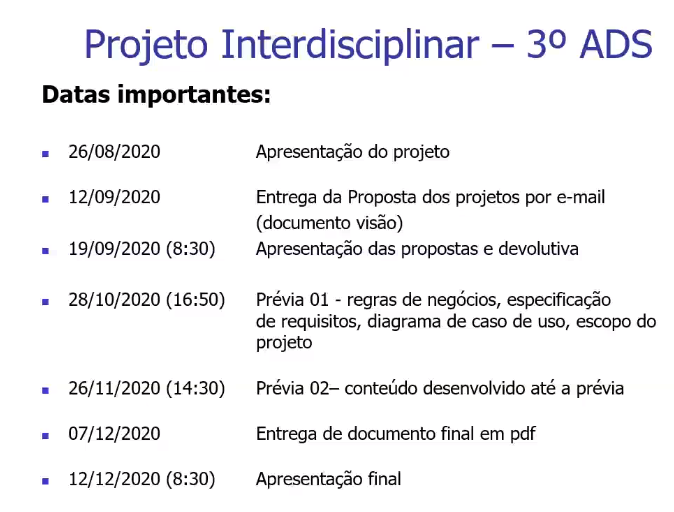 Projeto Interdisciplinar – 3º ADS
Datas importantes:
26/08/2020 Apresentação do projeto
12/09/2020 Entrega da Proposta dos projetos por e-mail
(documento visão)
19/09/2020 (8:30) Apresentação das propostas e devolutiva
28/10/2020 (16:50) Prévia 01 - regras de negócios, especificação
de requisitos, diagrama de caso de uso, escopo do
projeto
26/11/2020 (14:30) Prévia 02– conteúdo desenvolvido até a prévia
07/12/2020 Entrega de documento final em pdf
12/12/2020 (8:30) Apresentação final